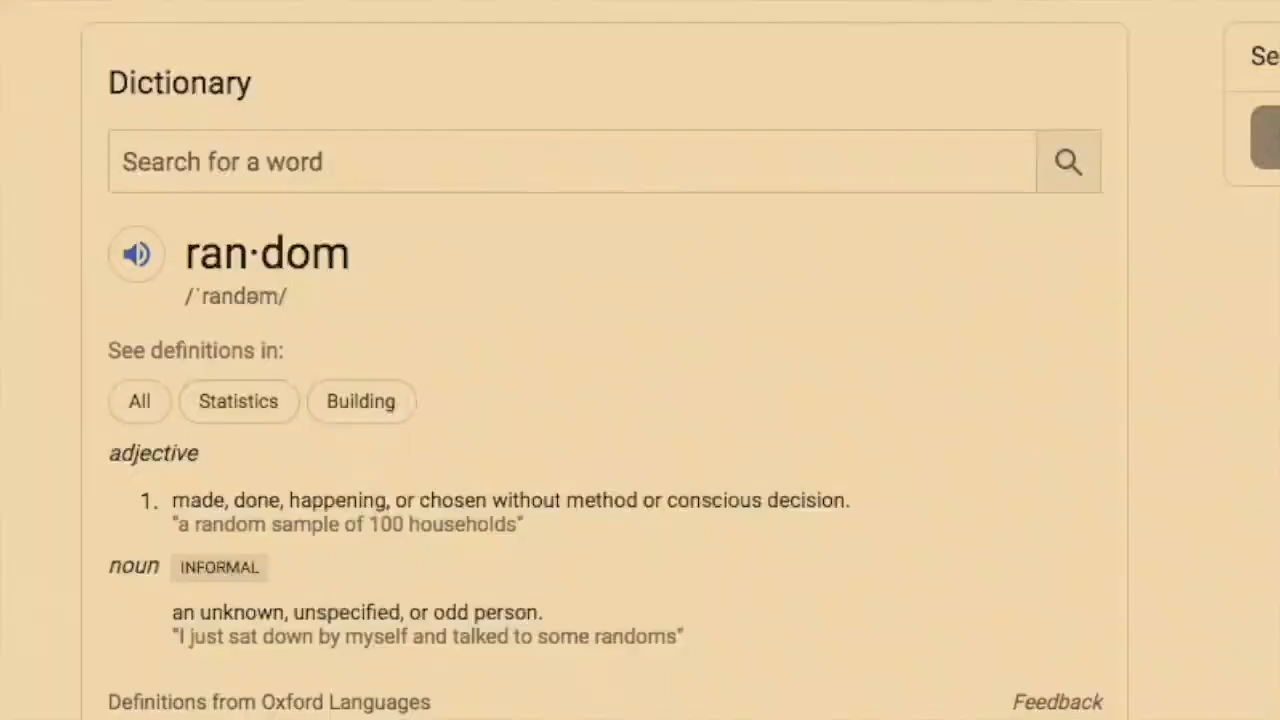 Dictionary
Se
Search for a word
ran·dom
/ˈrandəm/
See definitions in:
All Statistics Building
adjective
1. made, done, happening, or chosen without method or conscious decision.
"a random sample of 100 households"
noun INFORMAL
an unknown, unspecified, or odd person.
"I just sat down by myself and talked to some randoms"
Definitions from Oxford Languages Feedback